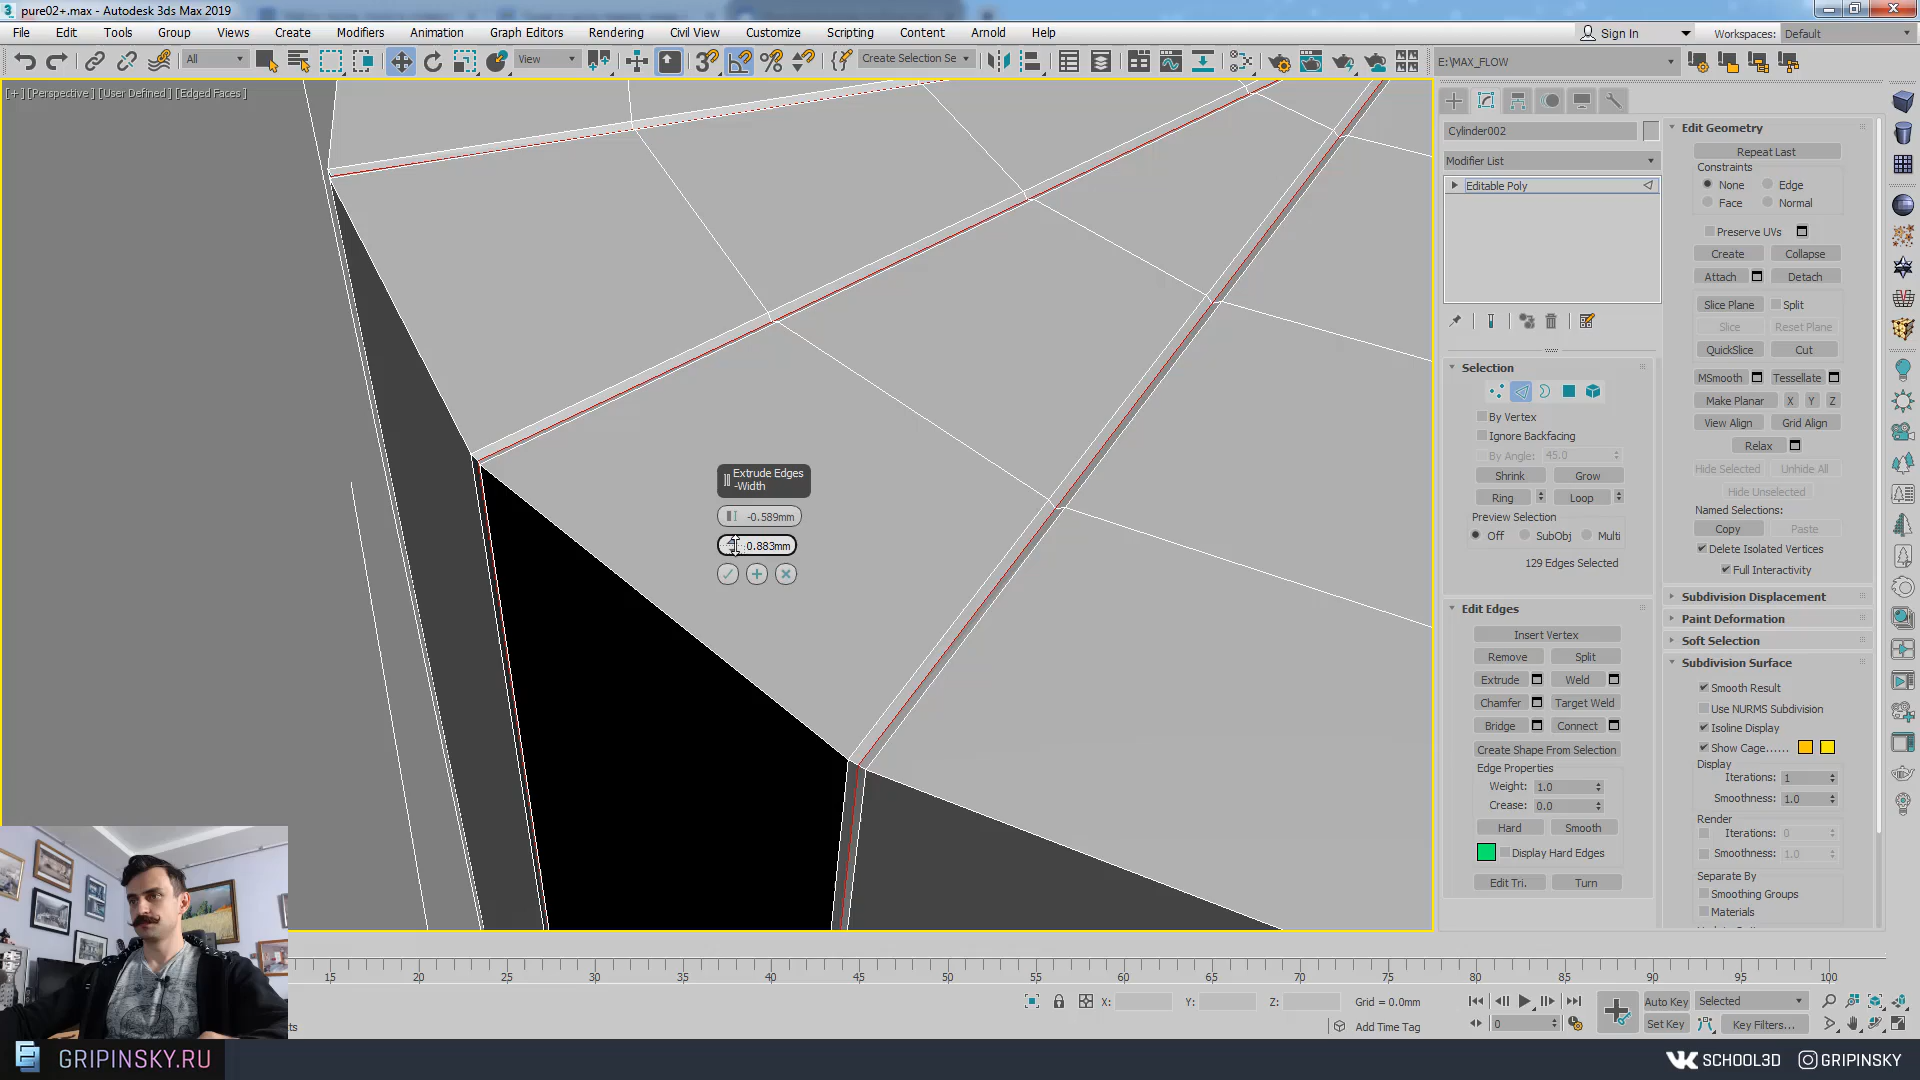 pure02+.max - Autodesk 3ds Max 2019
File Edit Tools Group Views Create Modifiers Animation Graph Editors Rendering Civil View Customize Scripting Content Arnold Help
Sign In Workspaces: Default
All View Create Selection Se E:\MAX_FLOW
[+] [Perspective] [User Defined] [Edged Faces]
Cylinder002
Modifier List
Editable Poly
Selection
By Vertex
Ignore Backfacing
By Angle: 45.0
Shrink Grow
Ring Loop
Preview Selection
Off SubObj Multi
129 Edges Selected
Edit Edges
Insert Vertex
Remove Split
Extrude Weld
Chamfer Target Weld
Bridge Connect
Create Shape From Selection
Edge Properties
Weight: 1.0
Crease: 0.0
Hard Smooth
Display Hard Edges
Edit Tri. Turn
Edit Geometry
Repeat Last
Constraints
None Edge
Face Normal
Preserve UVs
Create Collapse
Attach Detach
Slice Plane Split
Slice Reset Plane
QuickSlice Cut
MSmooth Tessellate
Make Planar X Y Z
View Align Grid Align
Relax
Hide Selected Unhide All
Hide Unselected
Named Selections:
Copy Paste
Delete Isolated Vertices
Full Interactivity
Subdivision Displacement
Paint Deformation
Soft Selection
Subdivision Surface
Smooth Result
Use NURMS Subdivision
Isoline Display
Show Cage......
Display
Iterations: 1
Smoothness: 1.0
Render
Iterations: 0
Smoothness: 1.0
Separate By
Smoothing Groups
Materials
Extrude Edges
-Width
-0.589mm
0.883mm
15 20 25 30 35 40 45 50 55 60 65 70 75 80 85 90 95 100
X: Y: Z: Grid = 0.0mm
Add Time Tag
0
Auto Key Selected
Set Key Key Filters...
ts
GRIPINSKY.RU
SCHOOL3D GRIPINSKY